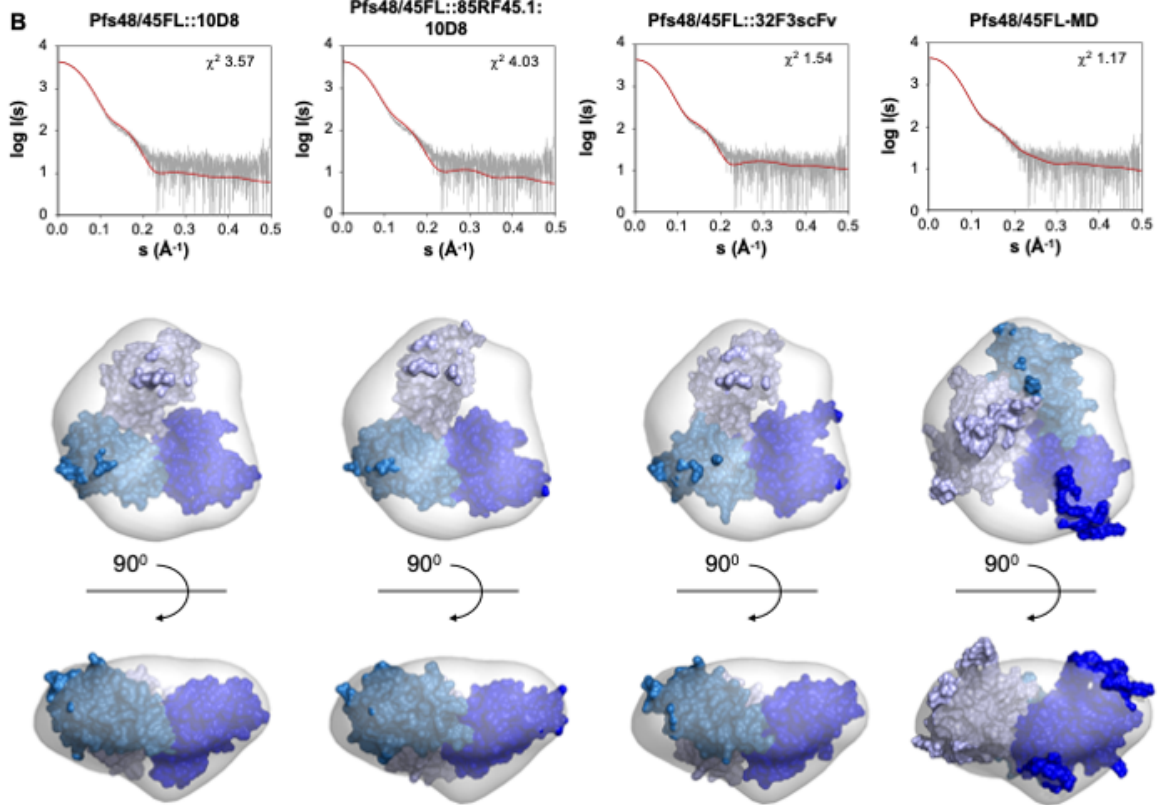 B
Pfs48/45FL::10D8
Pfs48/45FL::85RF45.1:
10D8
Pfs48/45FL::32F3scFv
Pfs48/45FL-MD
χ² 3.57
χ² 4.03
χ² 1.54
χ² 1.17
log I(s)
4
3
2
1
0
0.0 0.1 0.2 0.3 0.4 0.5
s (Å⁻¹)
log I(s)
4
3
2
1
0
0.0 0.1 0.2 0.3 0.4 0.5
s (Å⁻¹)
log I(s)
4
3
2
1
0
0.0 0.1 0.2 0.3 0.4 0.5
s (Å⁻¹)
log I(s)
4
3
2
1
0
0.0 0.1 0.2 0.3 0.4 0.5
s (Å⁻¹)
90⁰
90⁰
90⁰
90⁰